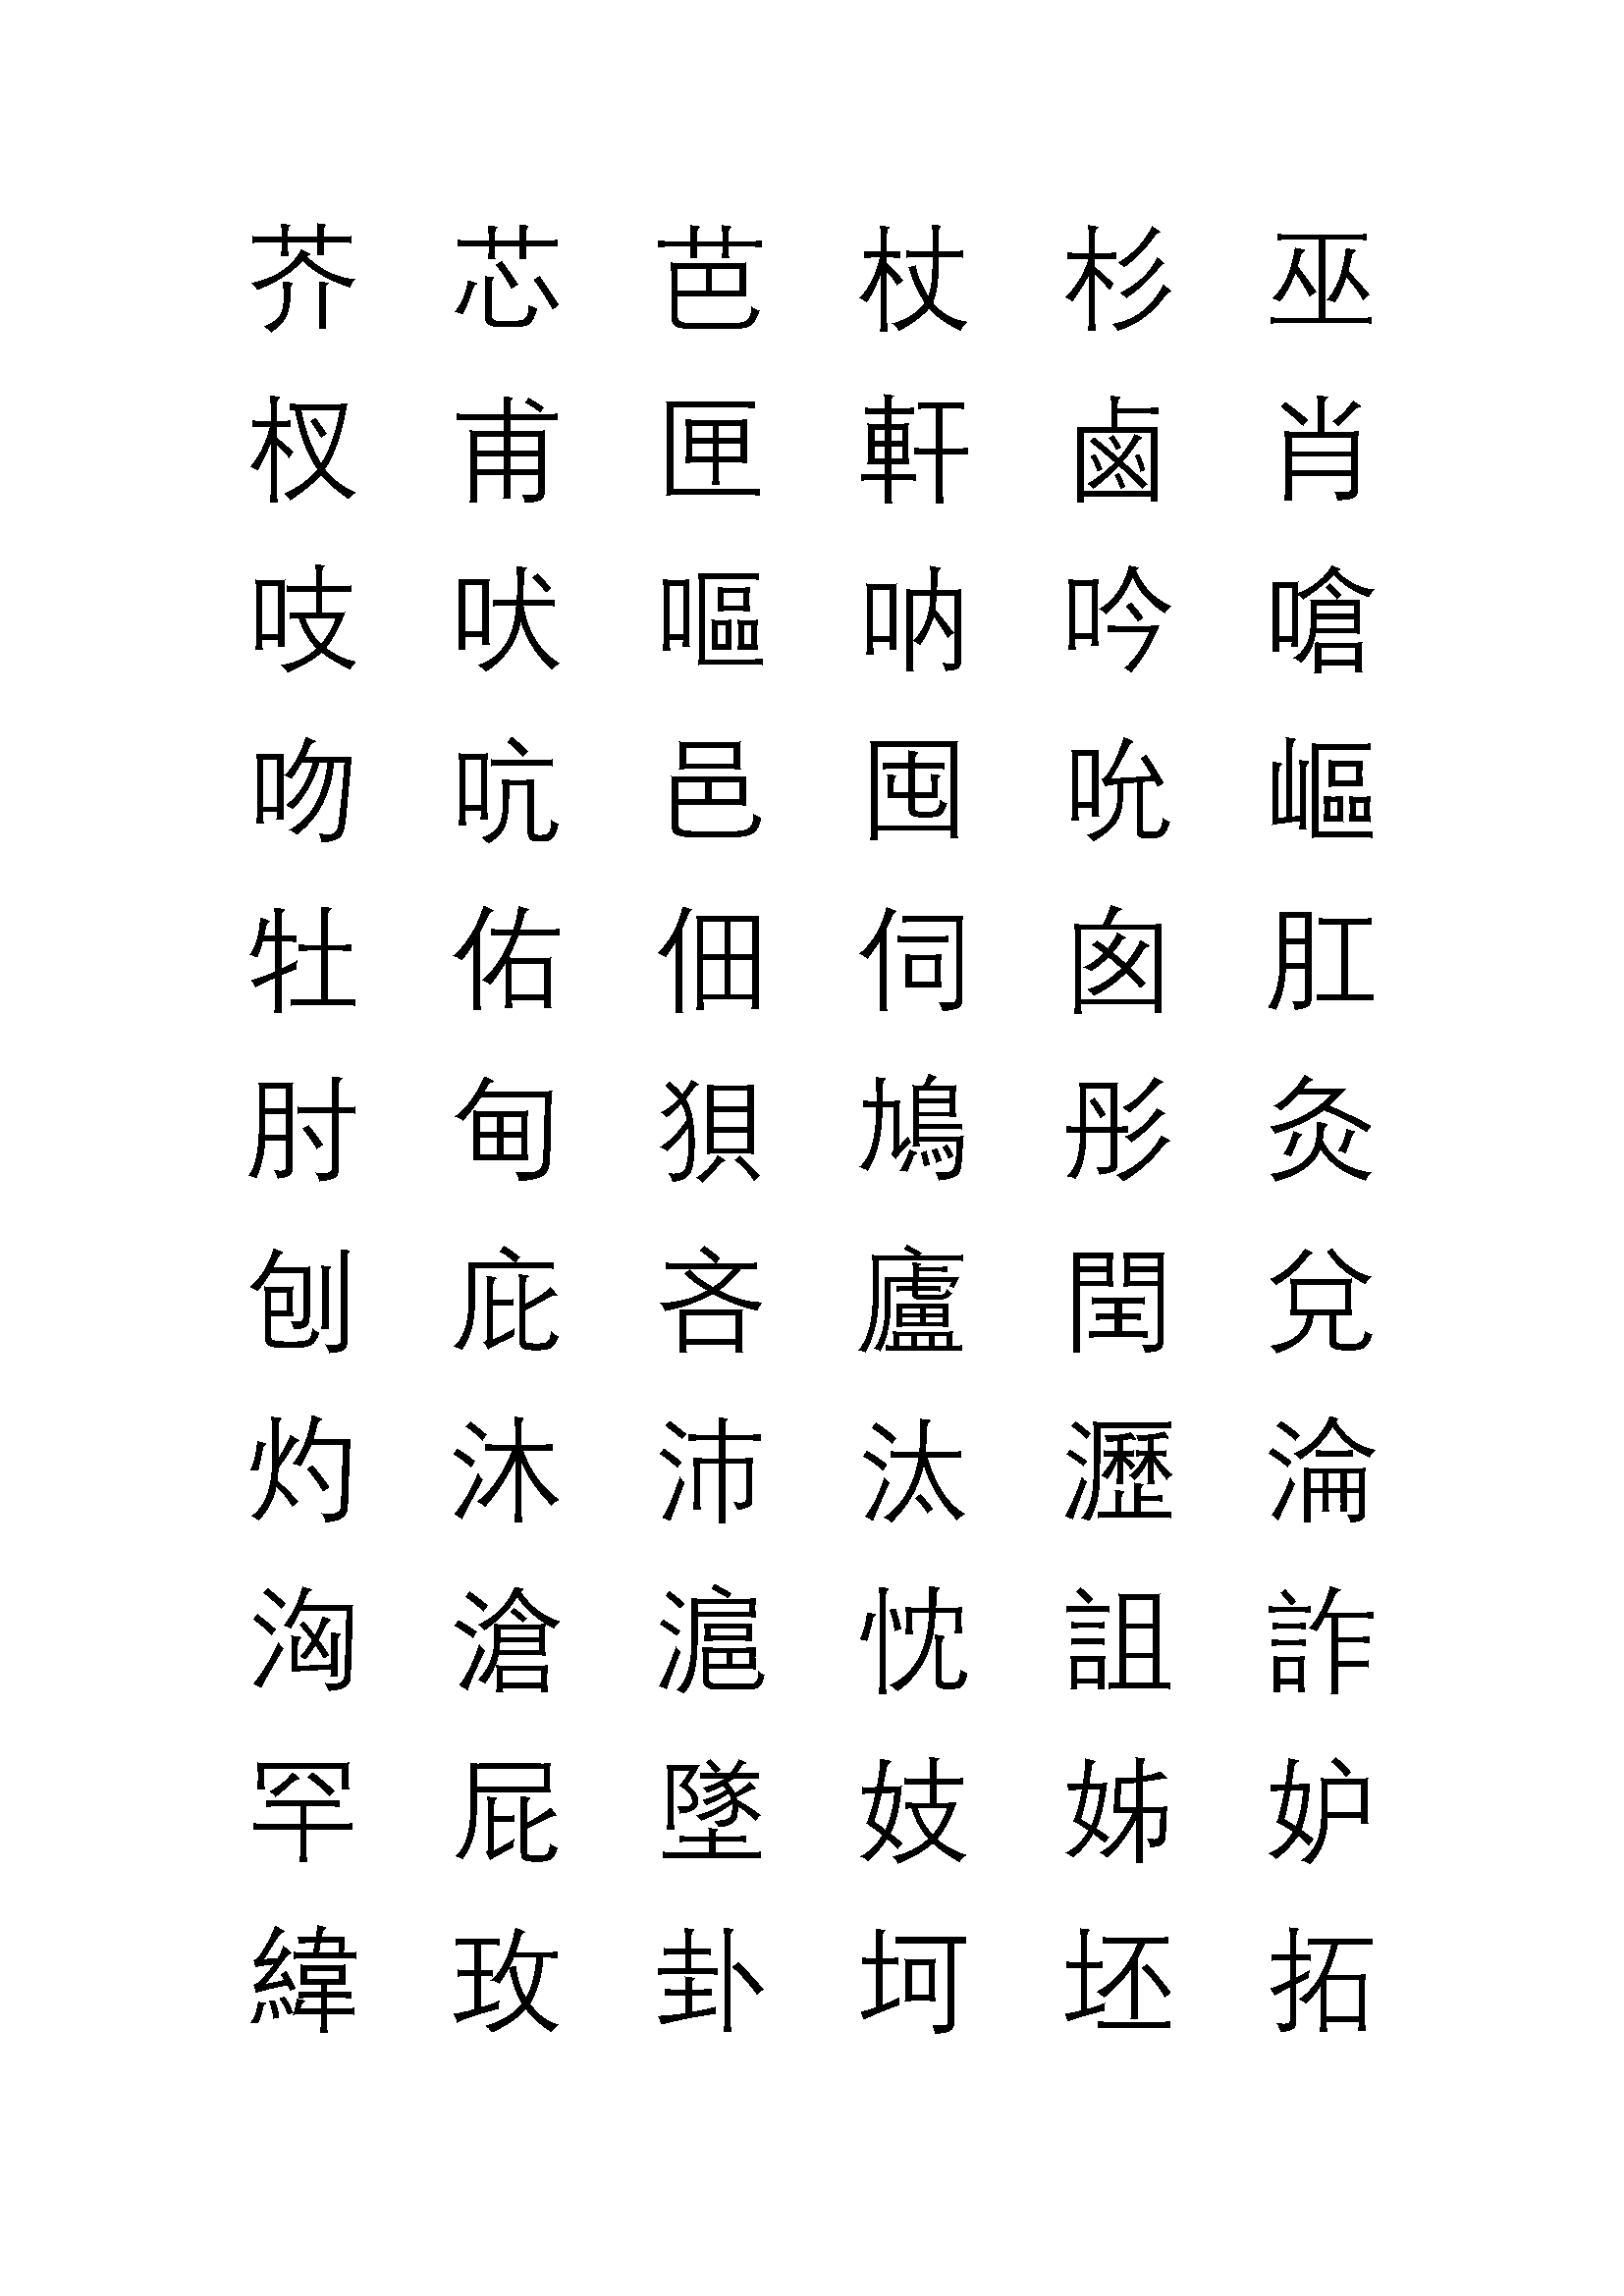 芥 芯 芭 杖 杉 巫
杈 甫 匣 軒 鹵 肖
吱 吠 嘔 吶 吟 嗆
吻 吭 邑 囤 吮 嶇
牡 佑 佃 伺 囪 肛
肘 甸 狽 鳩 彤 灸
刨 庇 吝 廬 閏 兌
灼 沐 沛 汰 瀝 淪
洶 滄 滬 忱 詛 詐
罕 屁 墜 妓 姊 妒
緯 玫 卦 坷 坯 拓